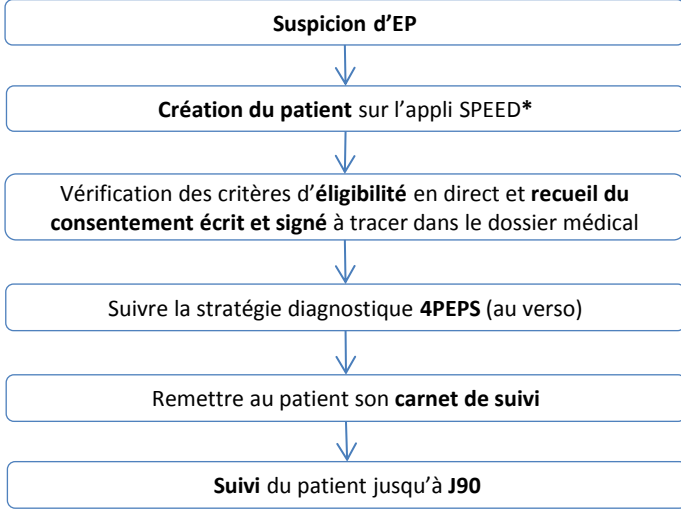 Suspicion d’EP
Création du patient sur l’appli SPEED*
Vérification des critères d’éligibilité en direct et recueil du
consentement écrit et signé à tracer dans le dossier médical
Suivre la stratégie diagnostique 4PEPS (au verso)
Remettre au patient son carnet de suivi
Suivi du patient jusqu’à J90